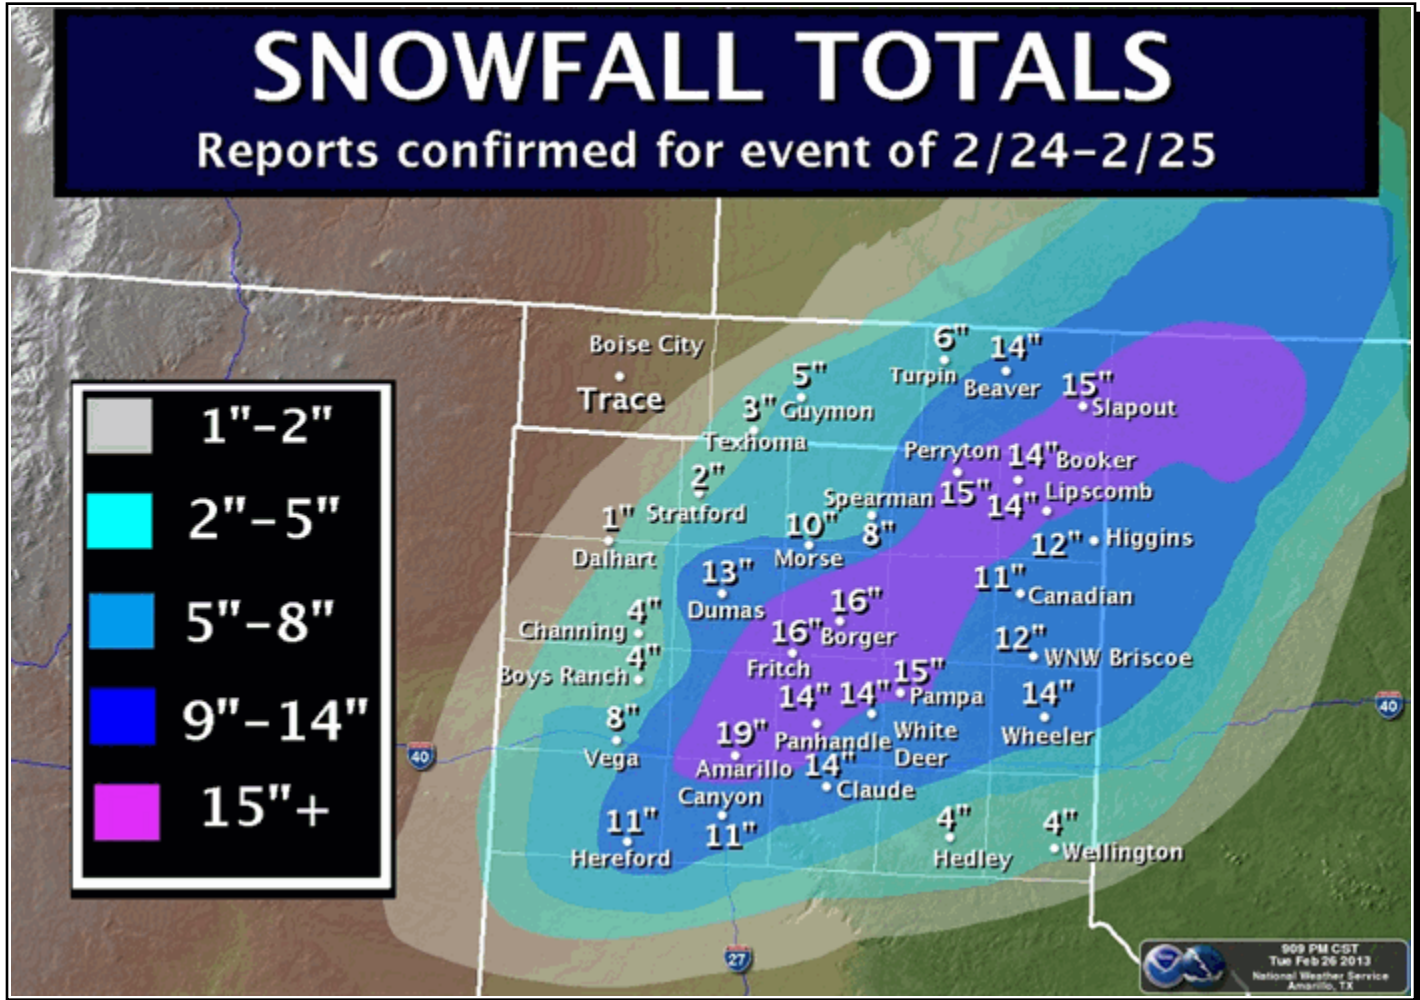 SNOWFALL TOTALS
Reports confirmed for event of 2/24-2/25
1"-2"
2"-5"
5"-8"
9"-14"
15"+
Boise City
Trace
6"
Turpin
14"
Beaver
5"
Guymon
3"
Texhoma
15"
Slapout
Perryton
15"
14" Booker
14" Lipscomb
2"
Stratford
Spearman
8"
1"
Dalhart
10"
Morse
12" Higgins
13"
Dumas
11" Canadian
4"
Channing
16"
Borger
16"
Fritch
4"
Boys Ranch
12" WNW Briscoe
15"
Pampa
14"
Panhandle
14"
White
Deer
14"
Wheeler
8"
Vega
19"
Amarillo
14"
Claude
Canyon
11"
11"
Hereford
4"
Hedley
4"
Wellington
40
40
27
909 PM CST
Tue Feb 26 2013
National Weather Service
Amarillo, TX